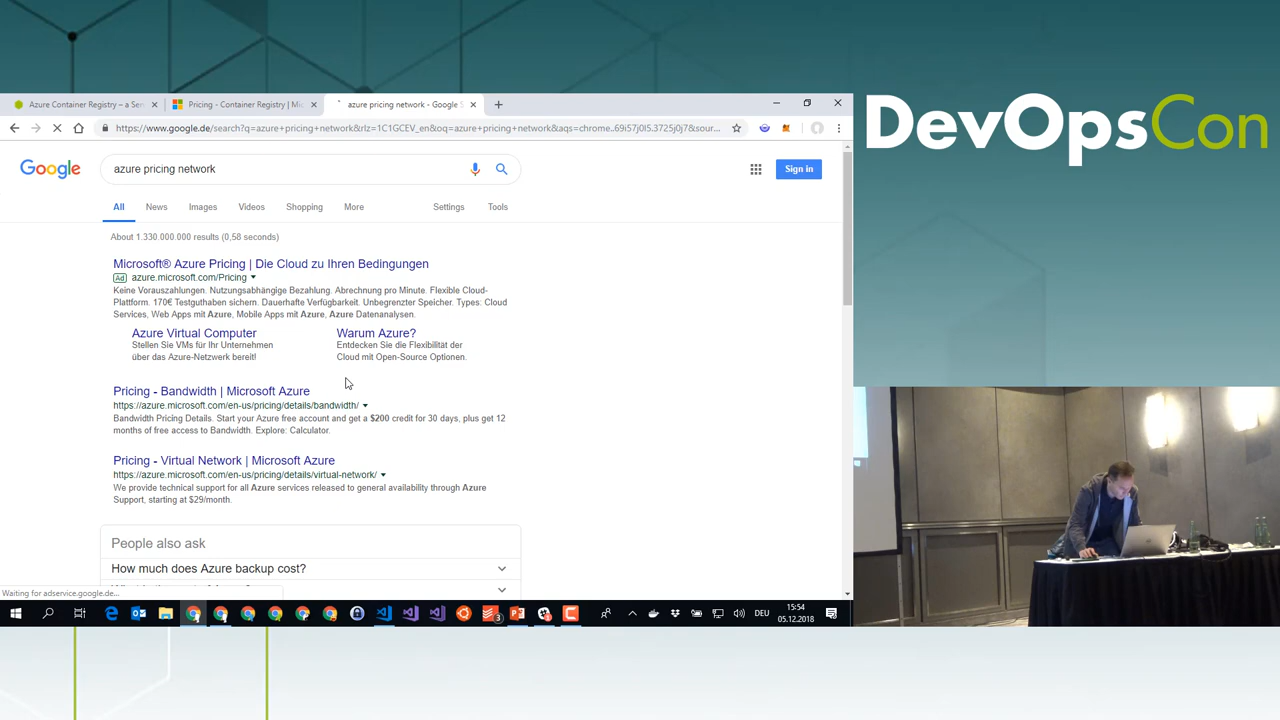 Azure Container Registry – a Ser
Pricing - Container Registry | Mic
azure pricing network - Google S
https://www.google.de/search?q=azure+pricing+network&rlz=1C1GCEV_en&oq=azure+pricing+network&aqs=chrome..69i57j0l5.3725j0j7&sour...
DevOpsCon
Google
azure pricing network
Sign in
All
News
Images
Videos
Shopping
More
Settings
Tools
About 1.330.000.000 results (0,58 seconds)
Microsoft® Azure Pricing | Die Cloud zu Ihren Bedingungen
Ad azure.microsoft.com/Pricing
Keine Vorauszahlungen. Nutzungsabhängige Bezahlung. Abrechnung pro Minute. Flexible Cloud-
Plattform. 170€ Testguthaben sichern. Dauerhafte Verfügbarkeit. Unbegrenzter Speicher. Types: Cloud
Services, Web Apps mit Azure, Mobile Apps mit Azure, Azure Datenanalysen.
Azure Virtual Computer
Stellen Sie VMs für Ihr Unternehmen
über das Azure-Netzwerk bereit!
Warum Azure?
Entdecken Sie die Flexibilität der
Cloud mit Open-Source Optionen.
Pricing - Bandwidth | Microsoft Azure
https://azure.microsoft.com/en-us/pricing/details/bandwidth/
Bandwidth Pricing Details. Start your Azure free account and get a $200 credit for 30 days, plus get 12
months of free access to Bandwidth. Explore: Calculator.
Pricing - Virtual Network | Microsoft Azure
https://azure.microsoft.com/en-us/pricing/details/virtual-network/
We provide technical support for all Azure services released to general availability through Azure
Support, starting at $29/month.
People also ask
How much does Azure backup cost?
Waiting for adservice.google.de...
3
DEU
15:54
05.12.2018